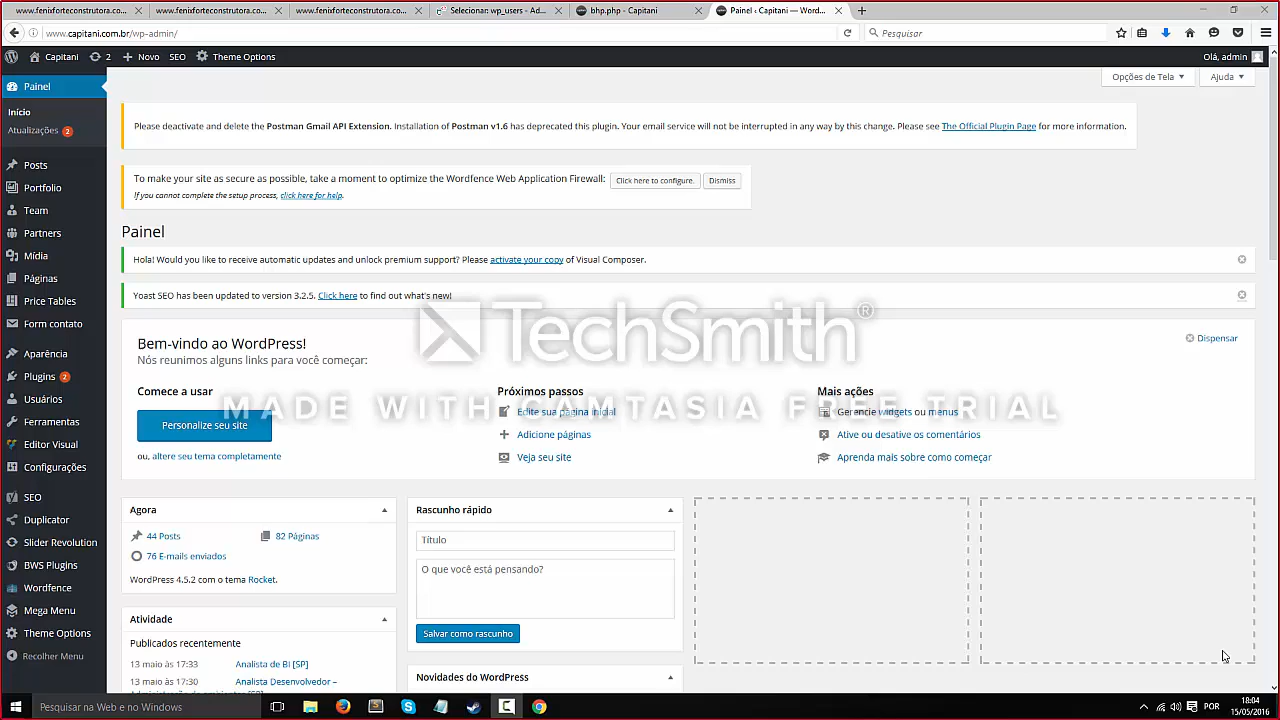 www.fenixforteconstrutora.c...
www.fenixforteconstrutora.c...
www.fenixforteconstrutora.c...
Selecionar: wp_users - Ad...
bhp.php - Capitani
Painel ‹ Capitani — Word...
www.capitani.com.br/wp-admin/
Pesquisar
Capitani
2
Novo
SEO
Theme Options
Olá, admin
Opções de Tela
Ajuda
Painel
Início
Atualizações 2
Posts
Portfolio
Team
Partners
Mídia
Páginas
Price Tables
Form contato
Aparência
Plugins 2
Usuários
Ferramentas
Editor Visual
Configurações
SEO
Duplicator
Slider Revolution
BWS Plugins
Wordfence
Mega Menu
Theme Options
Recolher Menu
Please deactivate and delete the Postman Gmail API Extension. Installation of Postman v1.6 has deprecated this plugin. Your email service will not be interrupted in any way by this change. Please see The Official Plugin Page for more information.
To make your site as secure as possible, take a moment to optimize the Wordfence Web Application Firewall: Click here to configure. Dismiss
If you cannot complete the setup process, click here for help.
Painel
Hola! Would you like to receive automatic updates and unlock premium support? Please activate your copy of Visual Composer.
Yoast SEO has been updated to version 3.2.5. Click here to find out what's new!
TechSmith®
MADE WITH CAMTASIA FREE TRIAL
Bem-vindo ao WordPress!
Dispensar
Nós reunimos alguns links para você começar:
Comece a usar
Personalize seu site
ou, altere seu tema completamente
Próximos passos
Edite sua página inicial
Adicione páginas
Veja seu site
Mais ações
Gerencie widgets ou menus
Ative ou desative os comentários
Aprenda mais sobre como começar
Agora
44 Posts
82 Páginas
76 E-mails enviados
WordPress 4.5.2 com o tema Rocket.
Atividade
Publicados recentemente
13 maio às 17:33 Analista de BI [SP]
13 maio às 17:30 Analista Desenvolvedor –
Rascunho rápido
Título
O que você está pensando?
Salvar como rascunho
Novidades do WordPress
Pesquisar na Web e no Windows
POR
18:04
15/05/2016